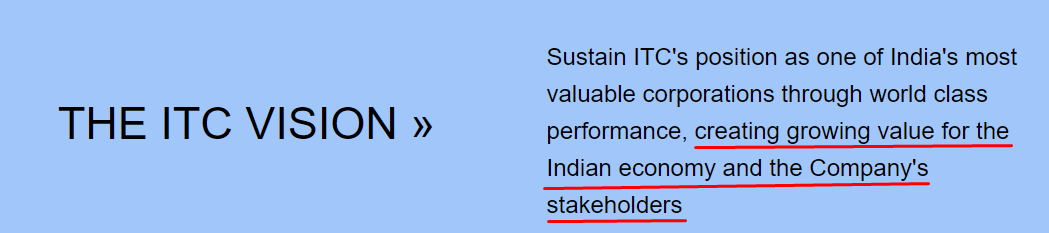 THE ITC VISION »
Sustain ITC's position as one of India's most
valuable corporations through world class
performance, creating growing value for the
Indian economy and the Company's
stakeholders